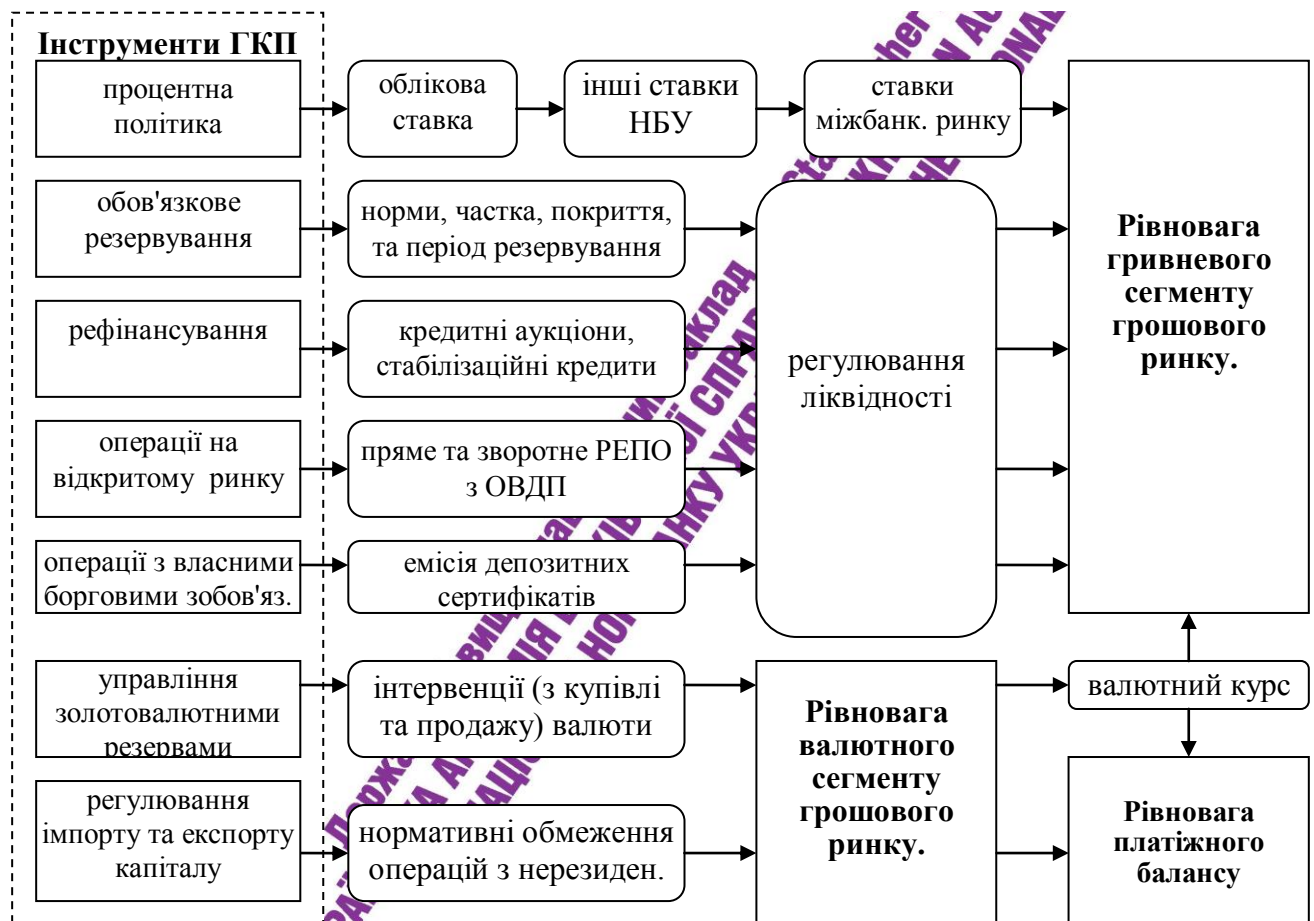 Інструменти ГКП
процентна
політика
облікова
ставка
інші ставки
НБУ
ставки
міжбанк. ринку
обов'язкове
резервування
норми, частка, покриття,
та період резервування
рефінансування
кредитні аукціони,
стабілізаційні кредити
операції на
відкритому ринку
пряме та зворотне РЕПО
з ОВДП
операції з власними
борговими зобов'яз.
емісія депозитних
сертифікатів
регулювання
ліквідності
Рівновага
гривневого
сегменту
грошового
ринку.
управління
золотовалютними
резервами
інтервенції (з купівлі
та продажу) валюти
регулювання
імпорту та експорту
капіталу
нормативні обмеження
операцій з нерезиден.
Рівновага
валютного
сегменту
грошового
ринку.
валютний курс
Рівновага
платіжного
балансу